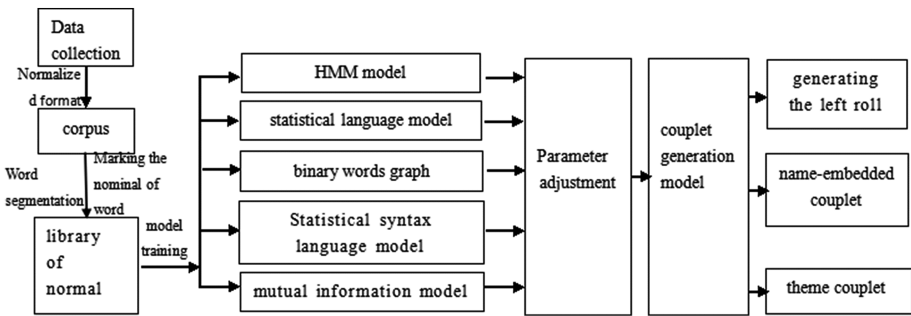 Data
collection
Normalize
d format
corpus
Word
segmentation
Marking the
nominal of
word
library
of
normal
model
training
HMM model
statistical language model
binary words graph
Statistical syntax
language model
mutual information model
Parameter
adjustment
couplet
generation
model
generating
the left roll
name-embedded
couplet
theme couplet